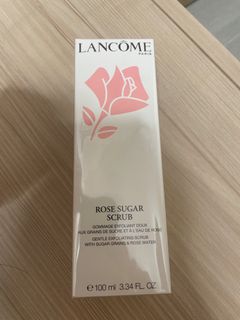 LANCÔME
PARIS
ROSE SUGAR
SCRUB
GOMMAGE EXFOLIANT DOUX
AUX GRAINS DE SUCRE ET À L'EAU DE ROSE
GENTLE EXFOLIATING SCRUB
WITH SUGAR GRAINS & ROSE WATER
℮ 100 ml 3.34 FL. OZ.